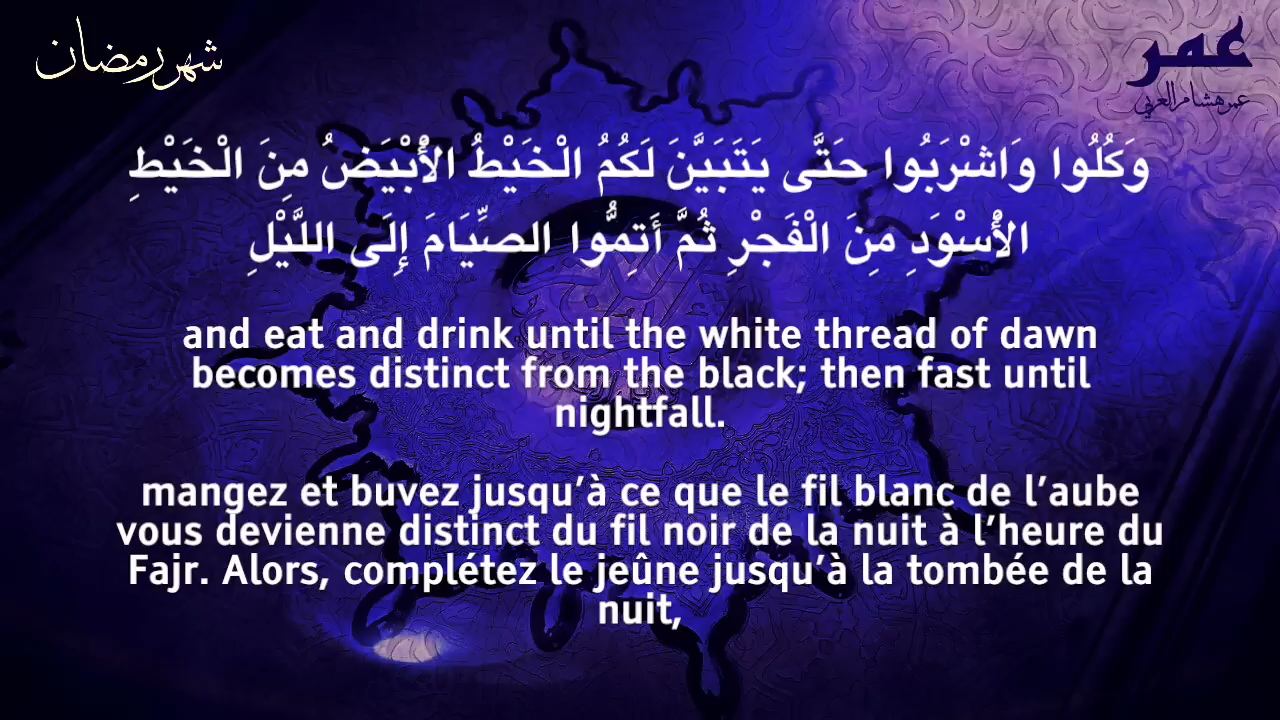 شهر رمضان
عمر
عمر هشام العربي
وَكُلُوا وَاشْرَبُوا حَتَّى يَتَبَيَّنَ لَكُمُ الْخَيْطُ الأَبْيَضُ مِنَ الْخَيْطِ
الأَسْوَدِ مِنَ الْفَجْرِ ثُمَّ أَتِمُّوا الصِّيَامَ إِلَى اللَّيْلِ
and eat and drink until the white thread of dawn
becomes distinct from the black; then fast until
nightfall.
mangez et buvez jusqu’à ce que le fil blanc de l’aube
vous devienne distinct du fil noir de la nuit à l’heure du
Fajr. Alors, complétez le jeûne jusqu’à la tombée de la
nuit,